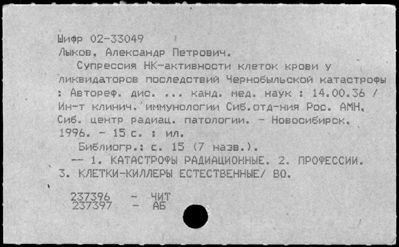 Шифр 02-33049
Лыков, Александр Петрович.
Супрессия НК-активности клеток крови у
ликвидаторов последствий Чернобыльской катастрофы
: Автореф. дис. ... канд. мед. наук : 14.00.36 /
Ин-т клинич. иммунологии Сиб.отд-ния Рос. АМН,
Сиб. центр радиац. патологии. - Новосибирск,
1996. - 15 с. : ил.
Библиогр.: с. 15 (7 назв.).
-- 1. КАТАСТРОФЫ РАДИАЦИОННЫЕ. 2. ПРОФЕССИИ.
3. КЛЕТКИ-КИЛЛЕРЫ ЕСТЕСТВЕННЫЕ/ ВО.
237396 - ЧИТ
237397 - АБ